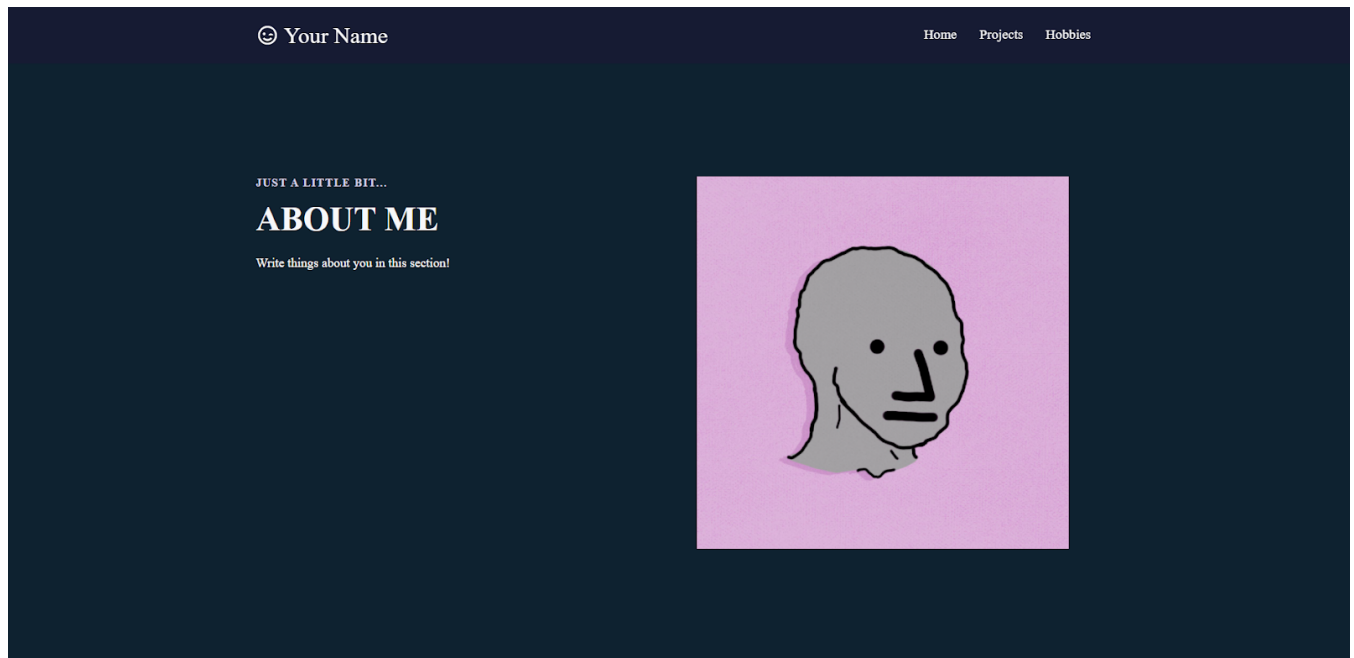 Your Name
Home Projects Hobbies
JUST A LITTLE BIT...
ABOUT ME
Write things about you in this section!